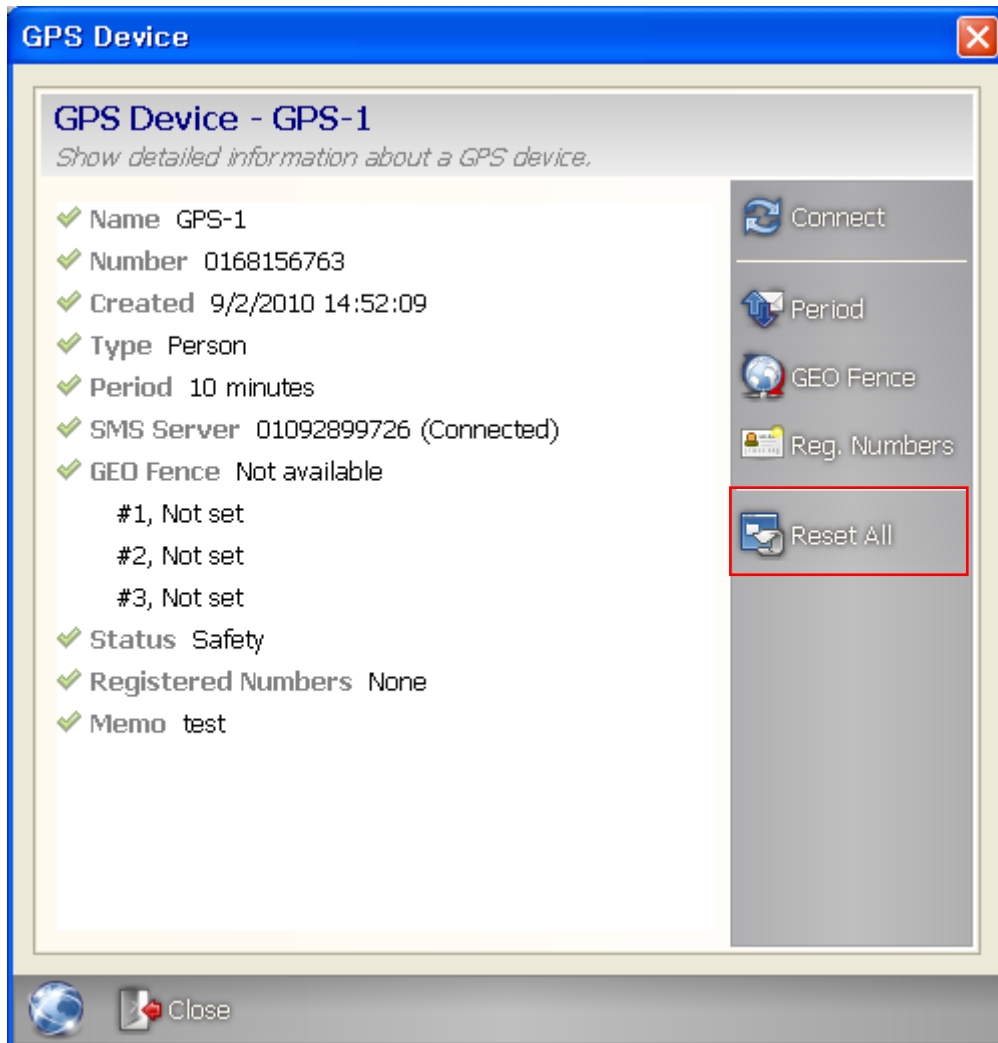 GPS Device
GPS Device - GPS-1
Show detailed information about a GPS device.
Name GPS-1
Number 0168156763
Created 9/2/2010 14:52:09
Type Person
Period 10 minutes
SMS Server 01092899726 (Connected)
GEO Fence Not available
#1, Not set
#2, Not set
#3, Not set
Status Safety
Registered Numbers None
Memo test
Connect
Period
GEO Fence
Reg. Numbers
Reset All
Close